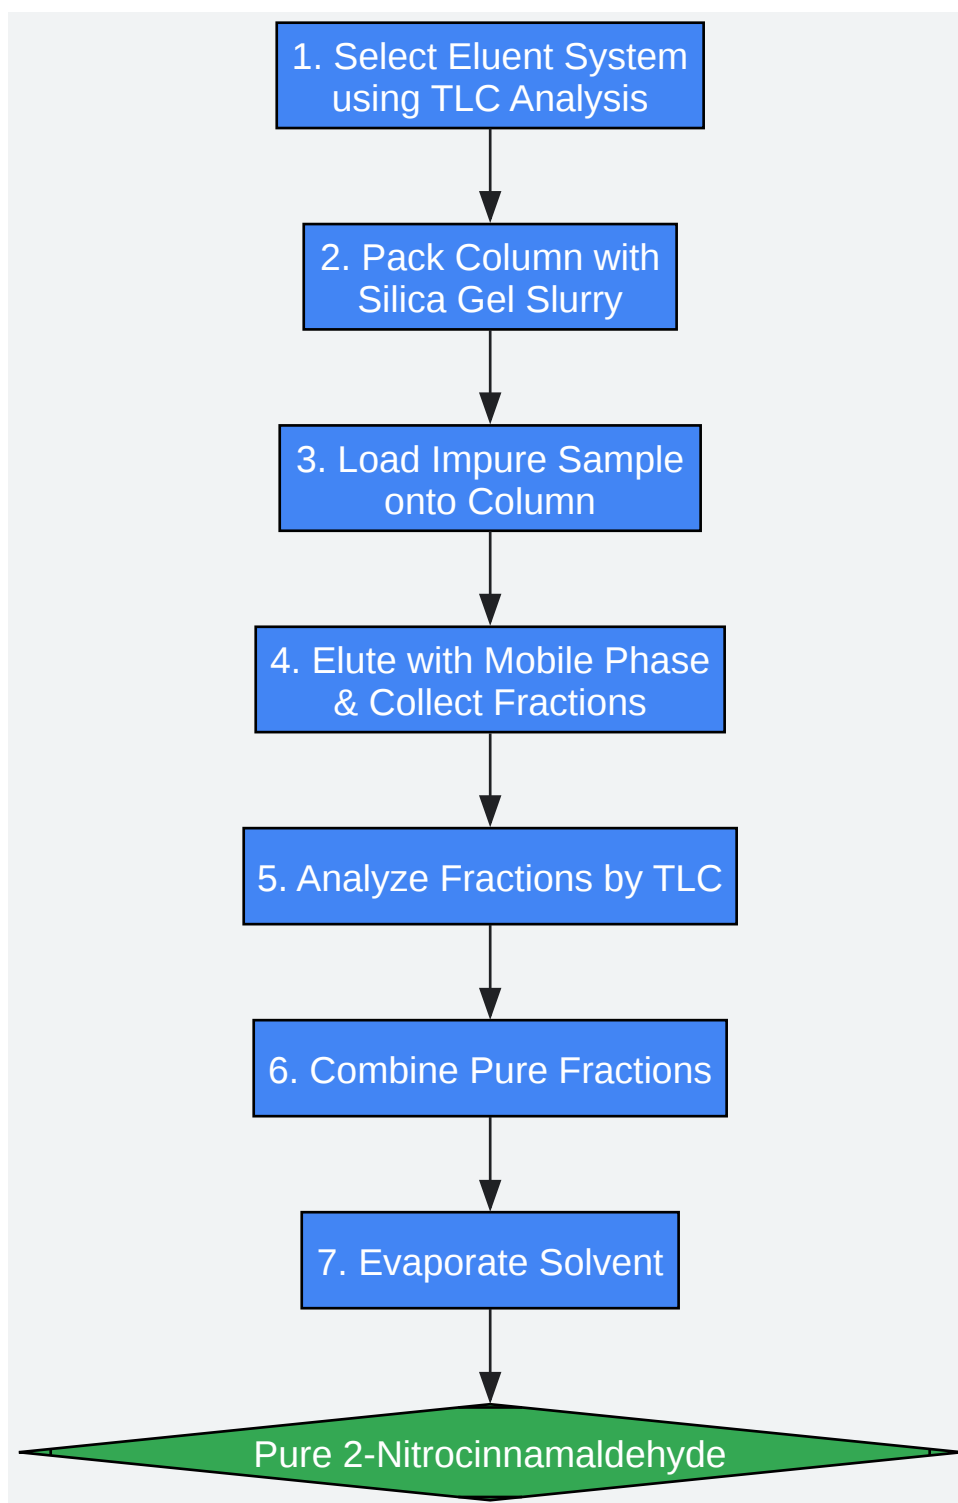 1. Select Eluent System
using TLC Analysis
2. Pack Column with
Silica Gel Slurry
3. Load Impure Sample
onto Column
4. Elute with Mobile Phase
& Collect Fractions
5. Analyze Fractions by TLC
6. Combine Pure Fractions
7. Evaporate Solvent
Pure 2-Nitrocinnamaldehyde